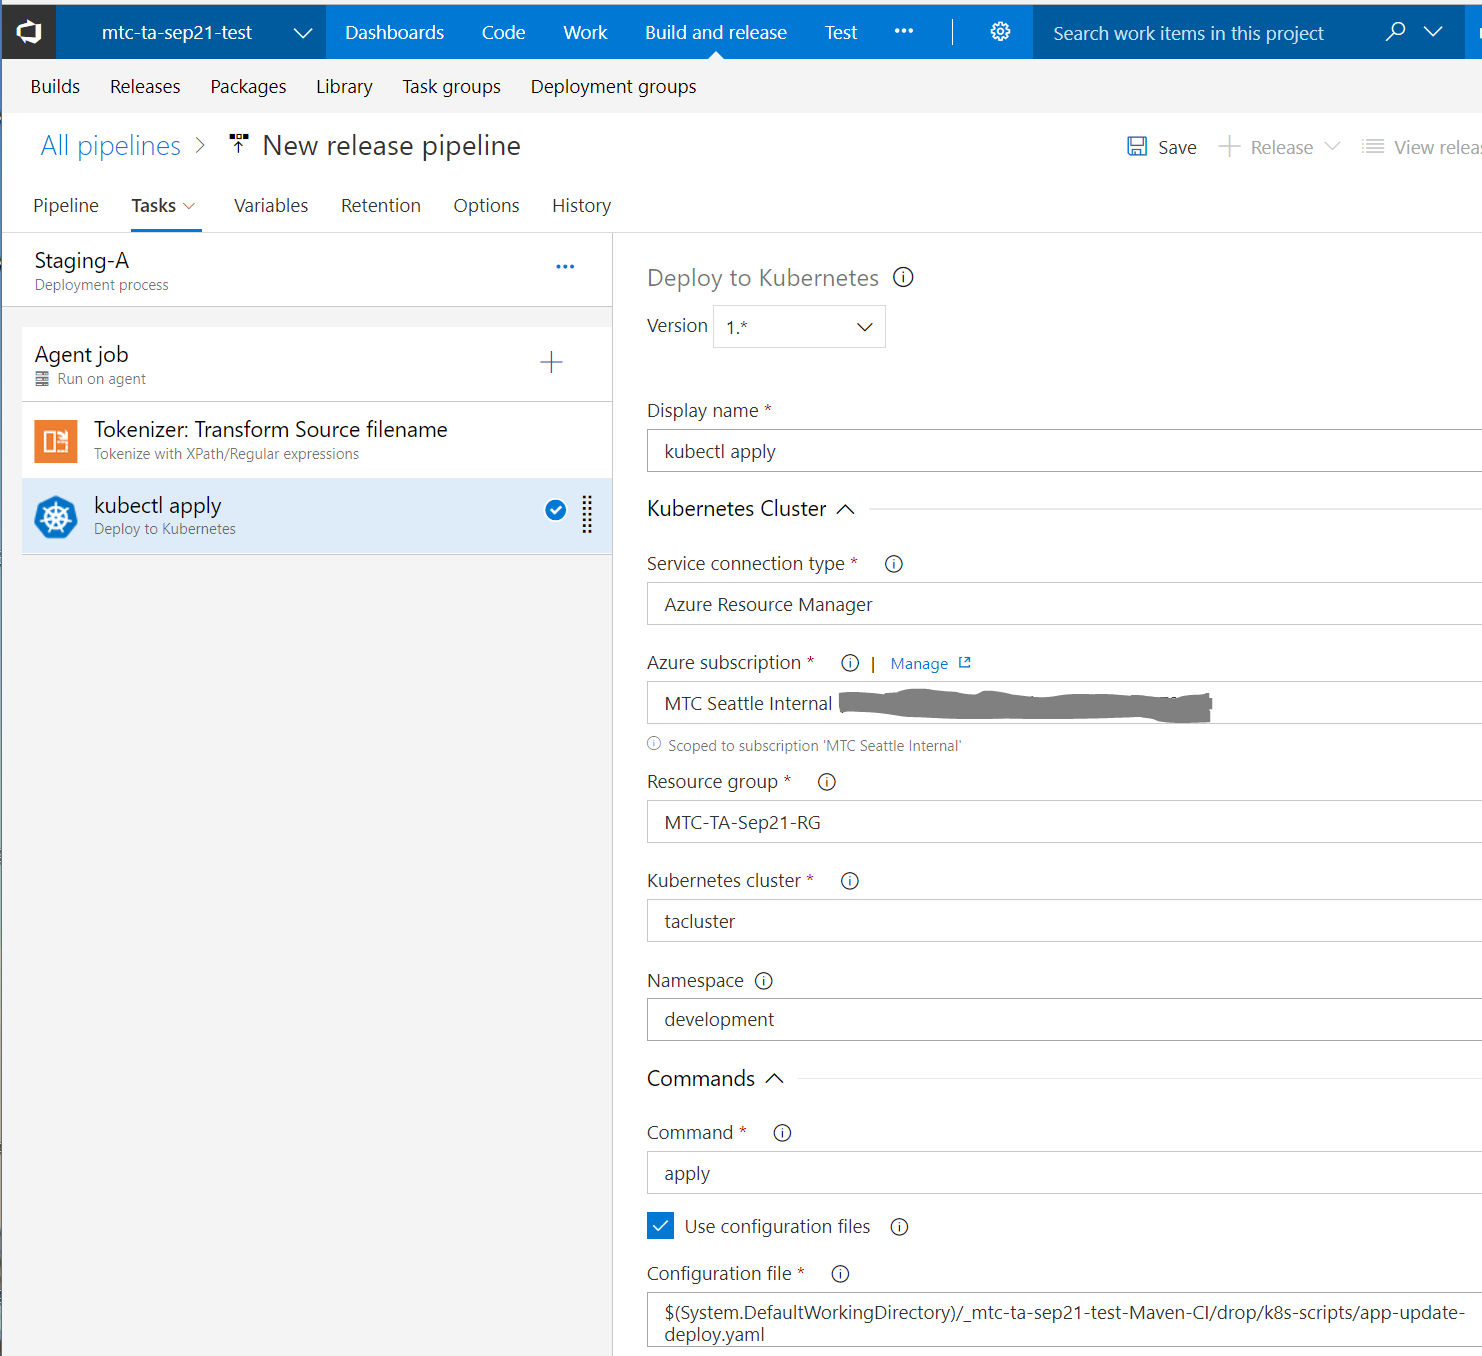 mtc-ta-sep21-test Dashboards Code Work Build and release Test ••• Search work items in this project
Builds Releases Packages Library Task groups Deployment groups
All pipelines > New release pipeline Save + Release View relea
Pipeline Tasks Variables Retention Options History
Staging-A
Deployment process
Agent job
Run on agent
Tokenizer: Transform Source filename
Tokenize with XPath/Regular expressions
kubectl apply
Deploy to Kubernetes
Deploy to Kubernetes
Version 1.*
Display name *
kubectl apply
Kubernetes Cluster
Service connection type *
Azure Resource Manager
Azure subscription * | Manage
MTC Seattle Internal
Scoped to subscription 'MTC Seattle Internal'
Resource group *
MTC-TA-Sep21-RG
Kubernetes cluster *
tacluster
Namespace
development
Commands
Command *
apply
Use configuration files
Configuration file *
$(System.DefaultWorkingDirectory)/_mtc-ta-sep21-test-Maven-CI/drop/k8s-scripts/app-update-
deploy.yaml